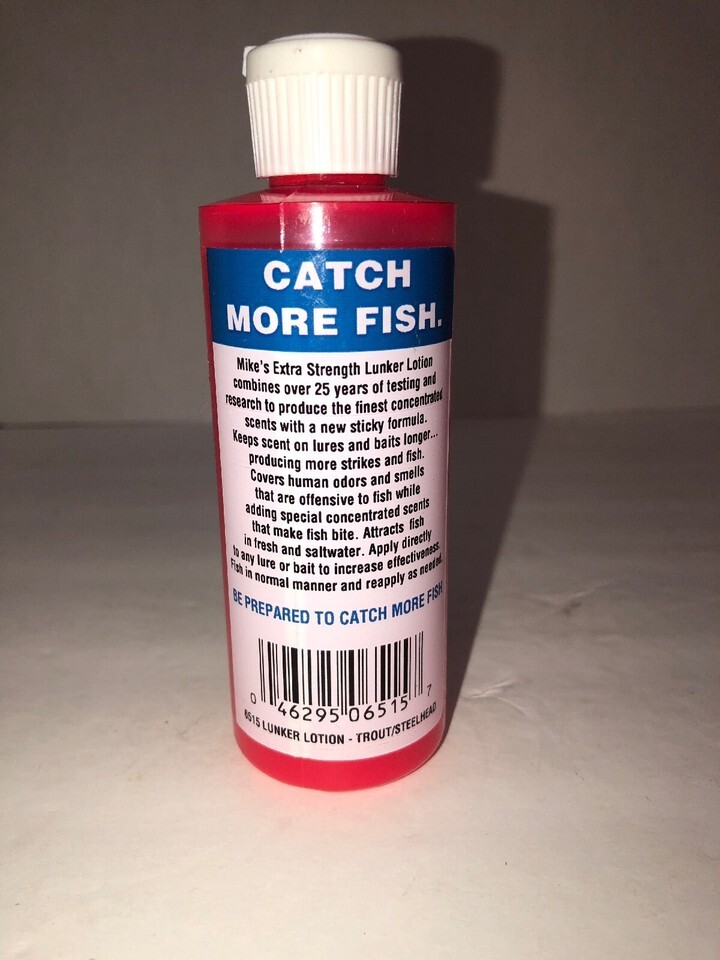 CATCH
MORE FISH.
Mike's Extra Strength Lunker Lotion
combines over 25 years of testing and
research to produce the finest concentrated
scents with a new sticky formula.
Keeps scent on lures and baits longer...
producing more strikes and fish.
Covers human odors and smells
that are offensive to fish while
adding special concentrated scents
that make fish bite. Attracts fish
in fresh and saltwater. Apply directly
to any lure or bait to increase effectiveness.
Fish in normal manner and reapply as needed.
BE PREPARED TO CATCH MORE FISH
0 46295 06515 7
6515 LUNKER LOTION - TROUT/STEELHEAD